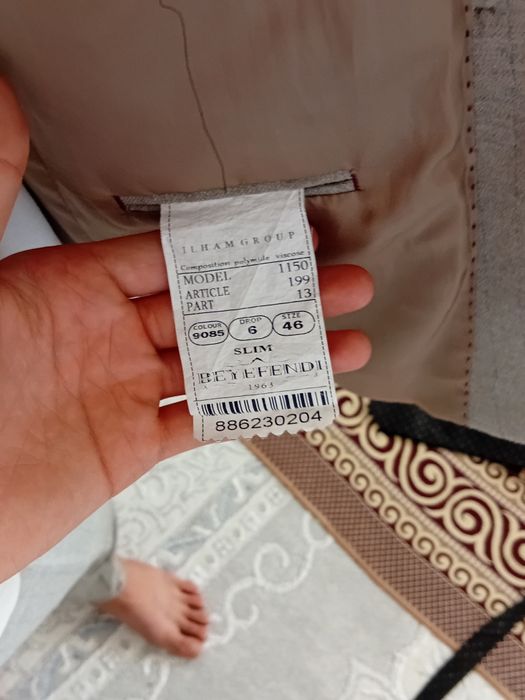 ILHAM GROUP
Composition polymule viscose
MODEL 1150
ARTICLE 199
PART 13
COLOUR DROP SIZE
9085 6 46
SLIM
BEYEFENDI
1963
886230204